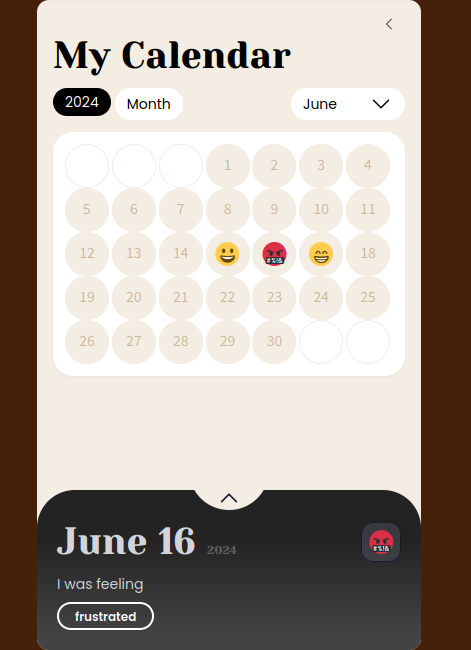 My Calendar
2024 Month June
1 2 3 4
5 6 7 8 9 10 11
12 13 14 18
19 20 21 22 23 24 25
26 27 28 29 30
June 16 2024
I was feeling
frustrated